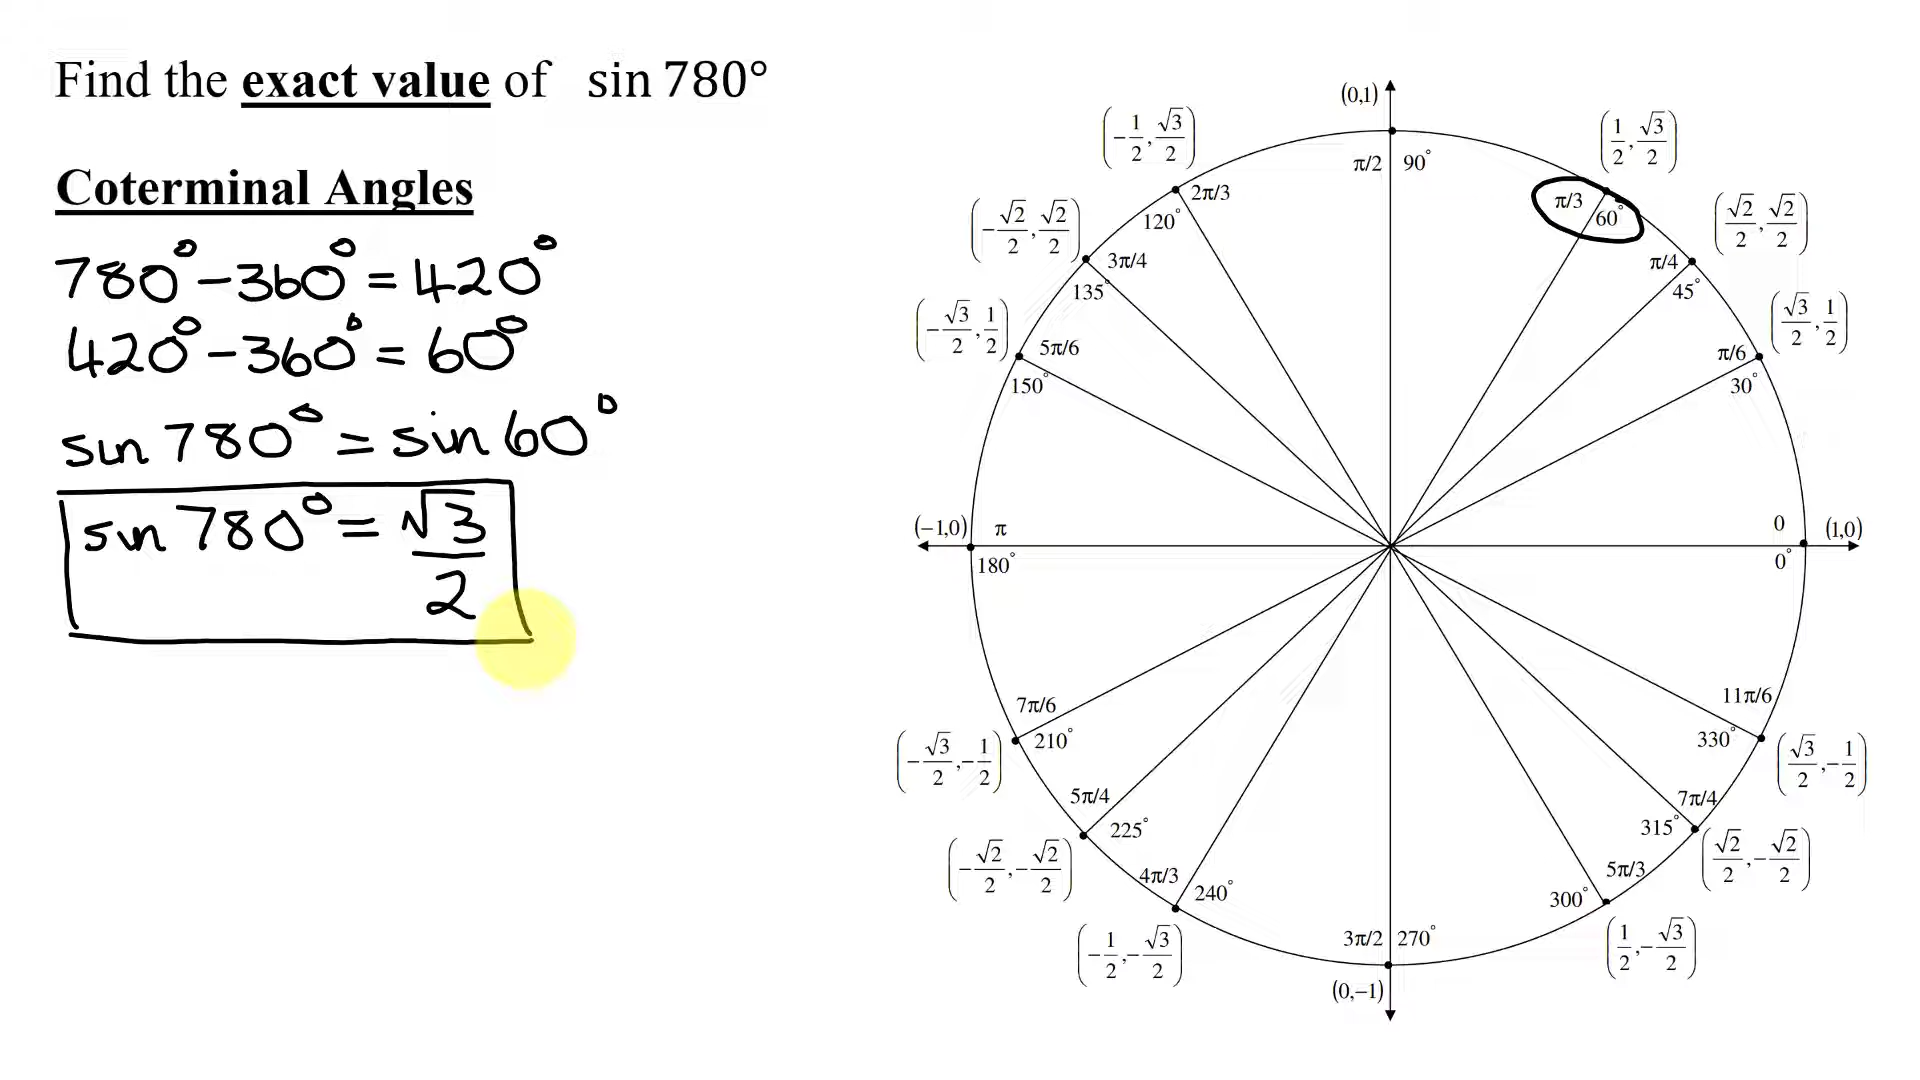 Find the exact value of sin 780°
Coterminal Angles
780° - 360° = 420°
420° - 360° = 60°
sin 780° = sin 60°
sin 780° = √3/2
(0,1)
π/2 90°
(1/2, √3/2)
π/3 60°
(√2/2, √2/2)
π/4 45°
(√3/2, 1/2)
π/6 30°
(1,0)
0 0°
(-1/2, √3/2)
2π/3 120°
(-√2/2, √2/2)
3π/4 135°
(-√3/2, 1/2)
5π/6 150°
(-1,0)
π 180°
7π/6 210°
(-√3/2, -1/2)
5π/4 225°
(-√2/2, -√2/2)
4π/3 240°
(-1/2, -√3/2)
3π/2 270°
(0,-1)
5π/3 300°
(1/2, -√3/2)
7π/4 315°
(√2/2, -√2/2)
11π/6 330°
(√3/2, -1/2)